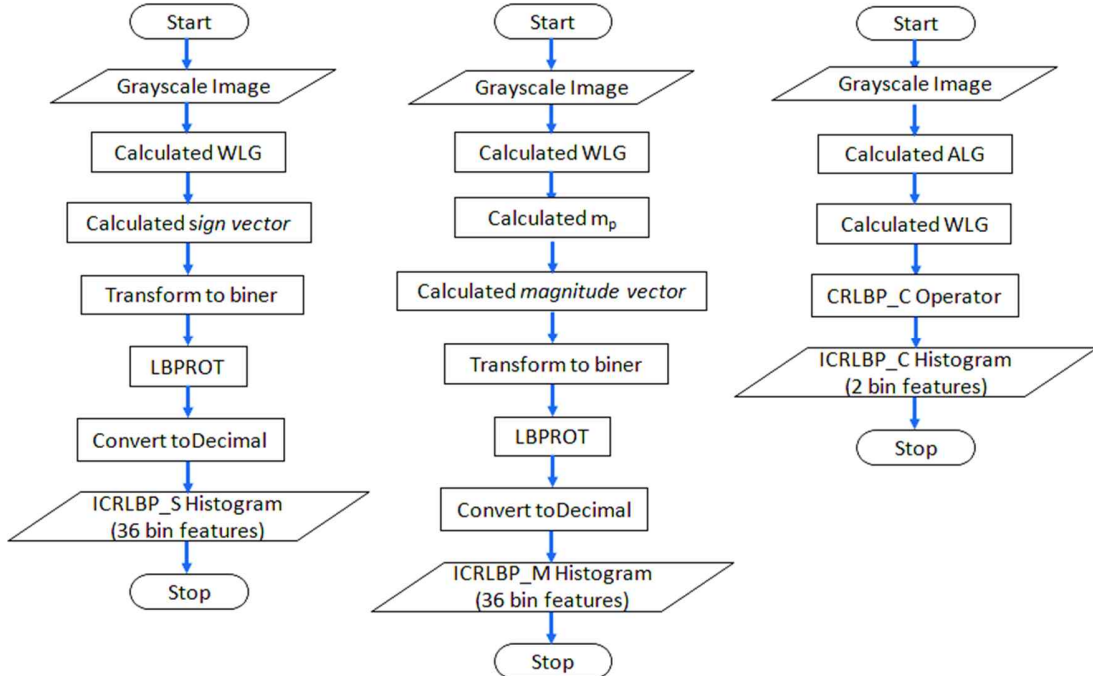 Start
Grayscale Image
Calculated WLG
Calculated sign vector
Transform to biner
LBPROT
Convert toDecimal
ICRLBP_S Histogram
(36 bin features)
Stop
Start
Grayscale Image
Calculated WLG
Calculated mp
Calculated magnitude vector
Transform to biner
LBPROT
Convert toDecimal
ICRLBP_M Histogram
(36 bin features)
Stop
Start
Grayscale Image
Calculated ALG
Calculated WLG
CRLBP_C Operator
ICRLBP_C Histogram
(2 bin features)
Stop